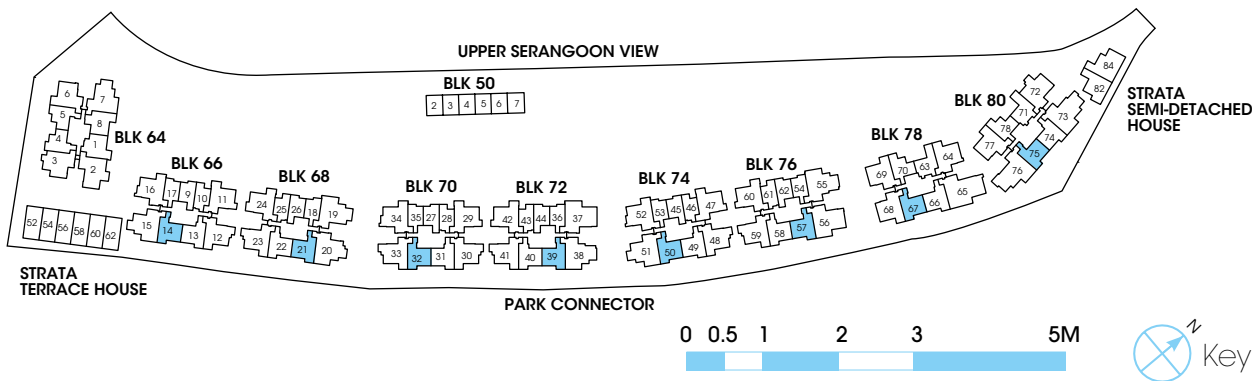 UPPER SERANGOON VIEW
BLK 50
2 3 4 5 6 7
84
82
STRATA
SEMI-DETACHED
HOUSE
BLK 64
6 7
5 8
4 1
3 2
BLK 66
16 17 9 10 11
15 14 13 12
BLK 68
24 25 26 18 19
23 22 21 20
BLK 70
34 35 27 28 29
33 32 31 30
BLK 72
42 43 44 36 37
41 40 39 38
BLK 74
52 53 45 46 47
51 50 49 48
BLK 76
60 61 62 54 55
59 58 57 56
BLK 78
69 70 63 64
68 67 66 65
BLK 80
72
71 73
78 74
77 75
76
52 54 56 58 60 62
STRATA
TERRACE HOUSE
PARK CONNECTOR
0 0.5 1 2 3 5M
N
Key